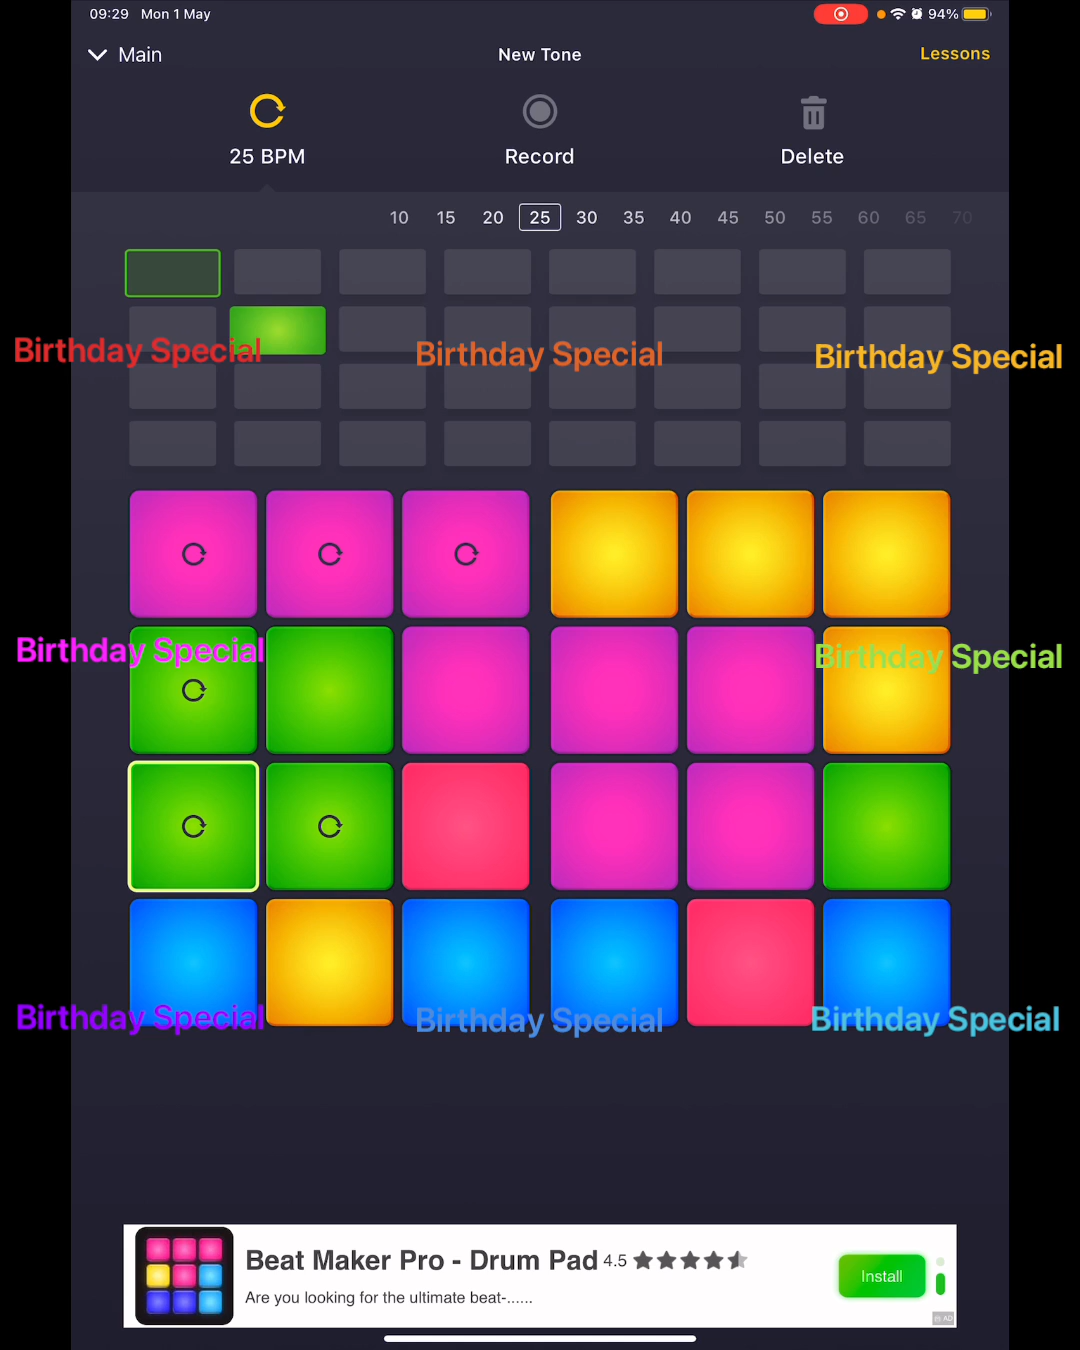 09:29 Mon 1 May
94%
Main
New Tone
Lessons
25 BPM
Record
Delete
10 15 20 25 30 35 40 45 50 55 60 65 70
Birthday Special
Birthday Special
Birthday Special
Birthday Special
Birthday Special
Birthday Special
Birthday Special
Birthday Special
Beat Maker Pro - Drum Pad 4.5
Install
Are you looking for the ultimate beat-......
AD